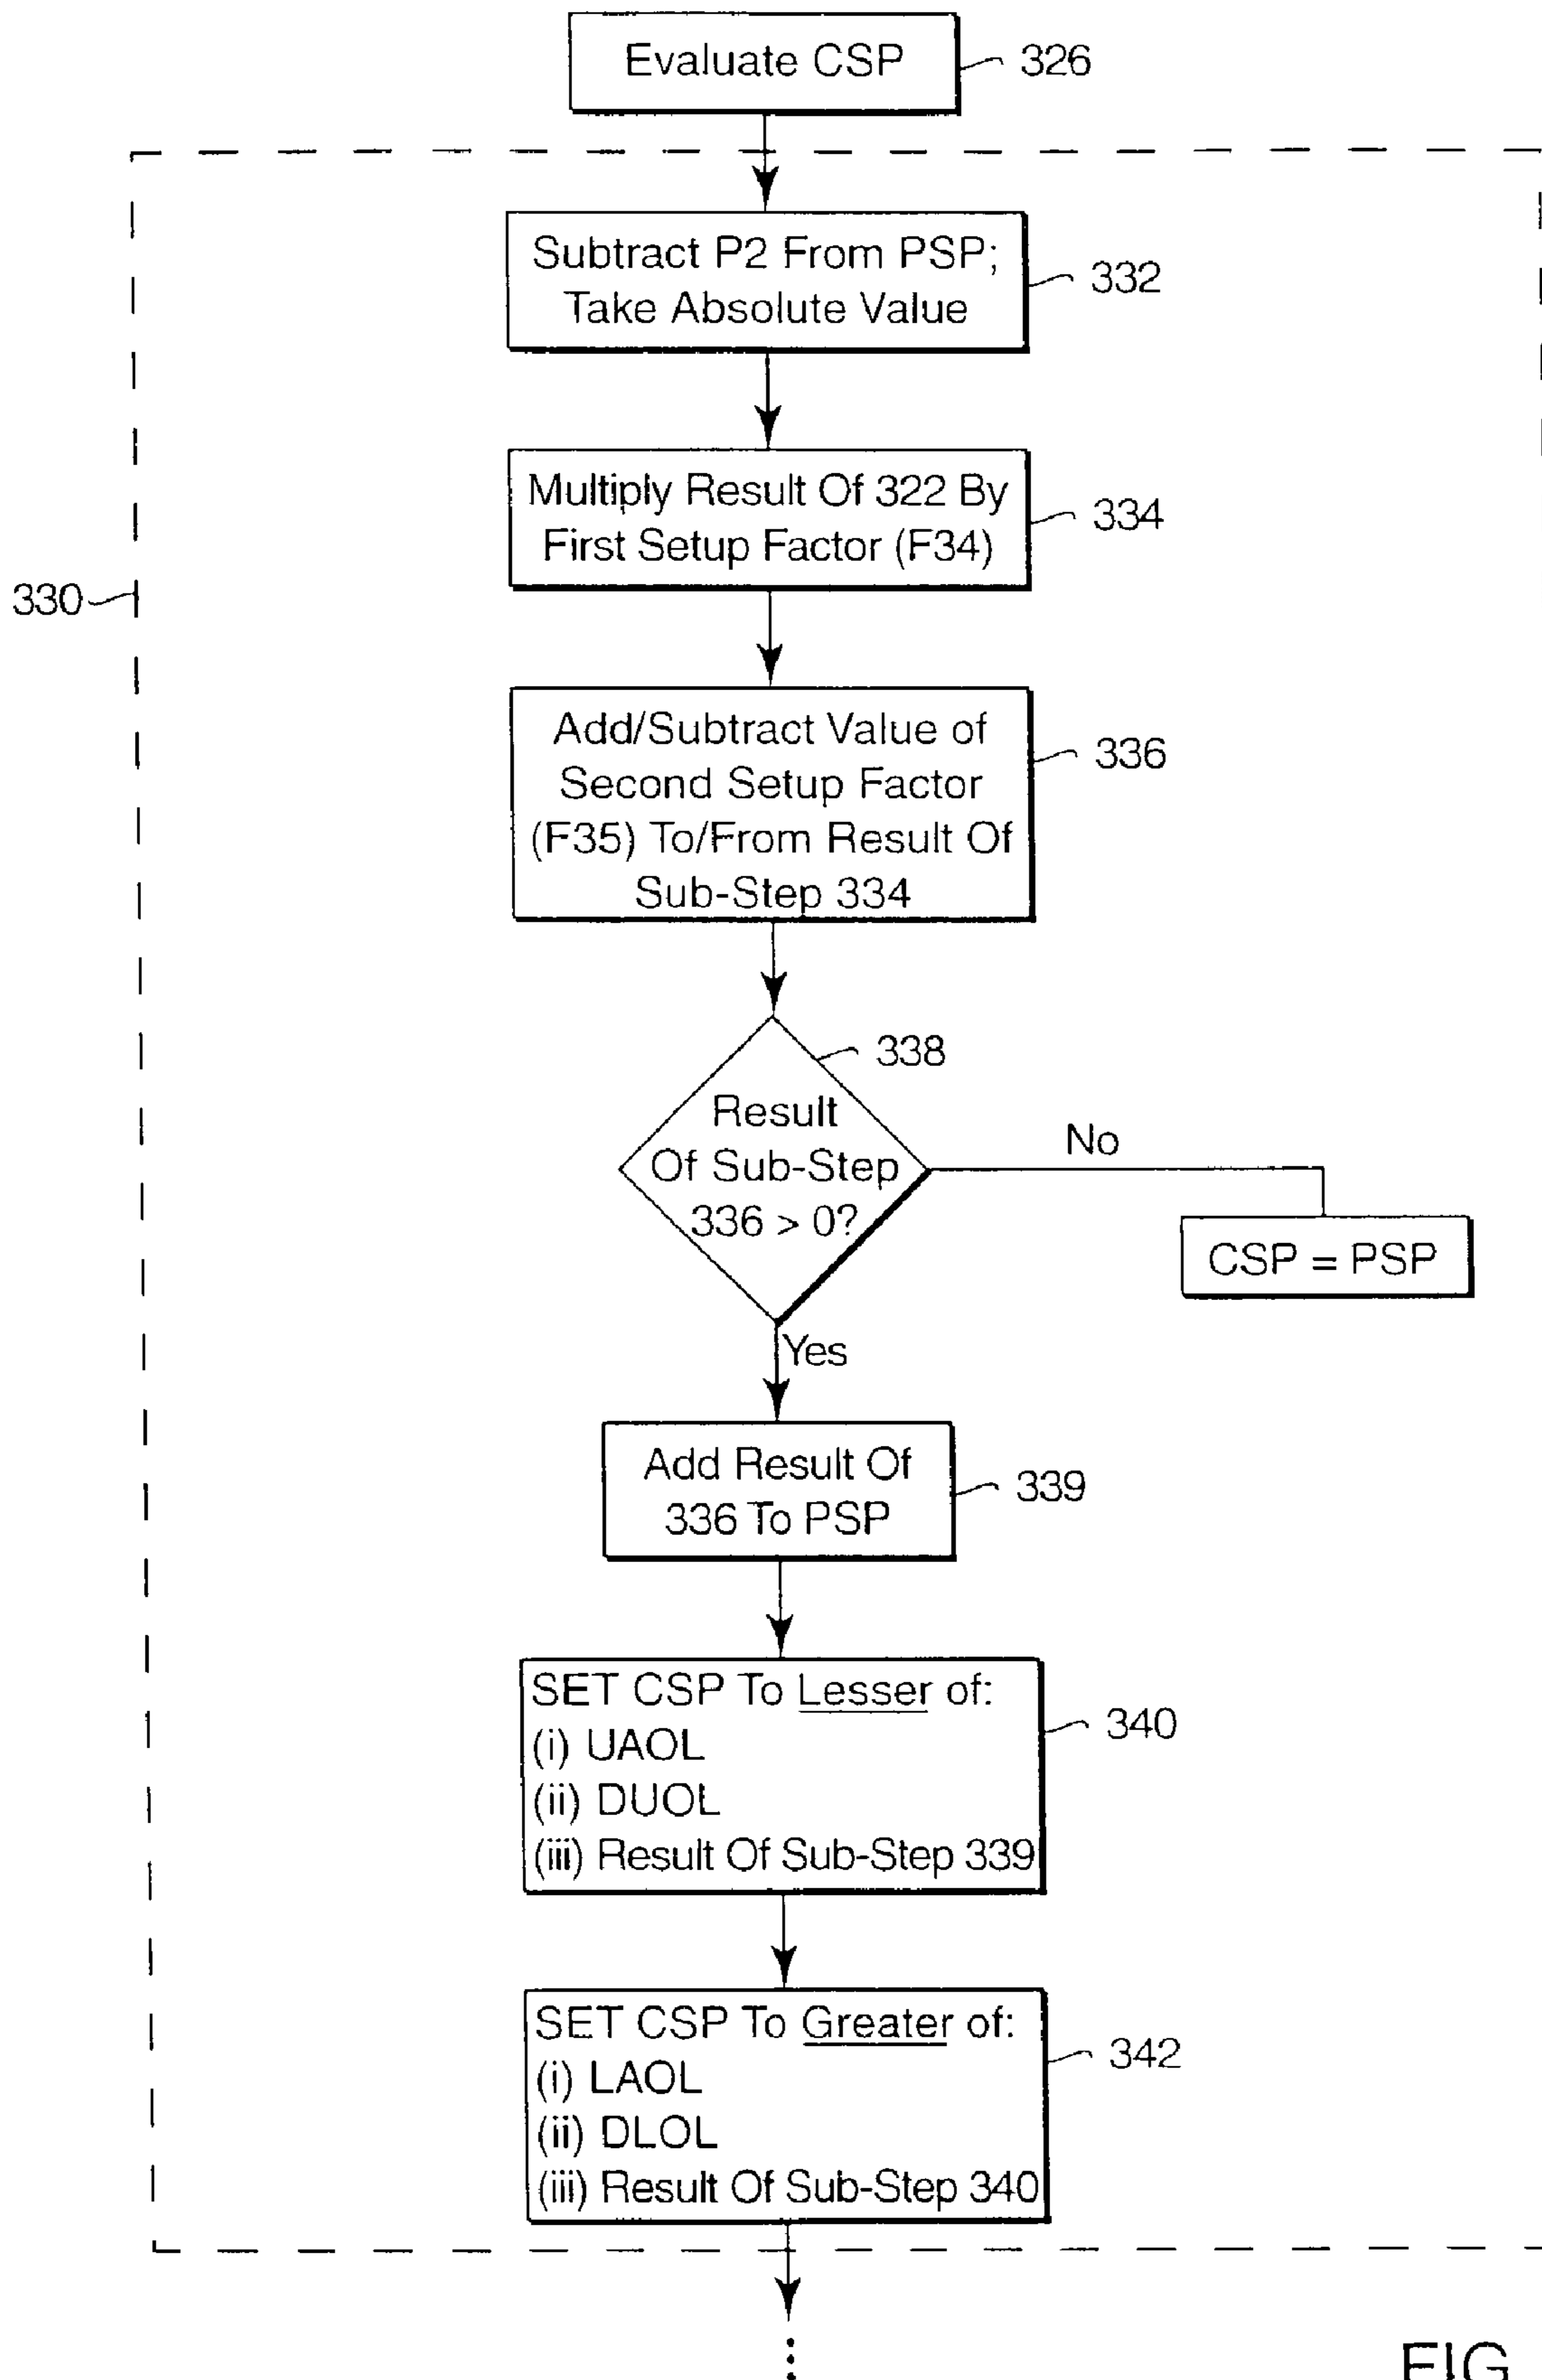 Evaluate CSP
326
Subtract P2 From PSP;
Take Absolute Value
332
Multiply Result Of 322 By
First Setup Factor (F34)
334
330
Add/Subtract Value of
Second Setup Factor
(F35) To/From Result Of
Sub-Step 334
336
338
Result
Of Sub-Step
336 > 0?
No
CSP = PSP
Yes
Add Result Of
336 To PSP
339
SET CSP To Lesser of:
(i) UAOL
(ii) DUOL
(iii) Result Of Sub-Step 339
340
SET CSP To Greater of:
(i) LAOL
(ii) DLOL
(iii) Result Of Sub-Step 340
342
FIG